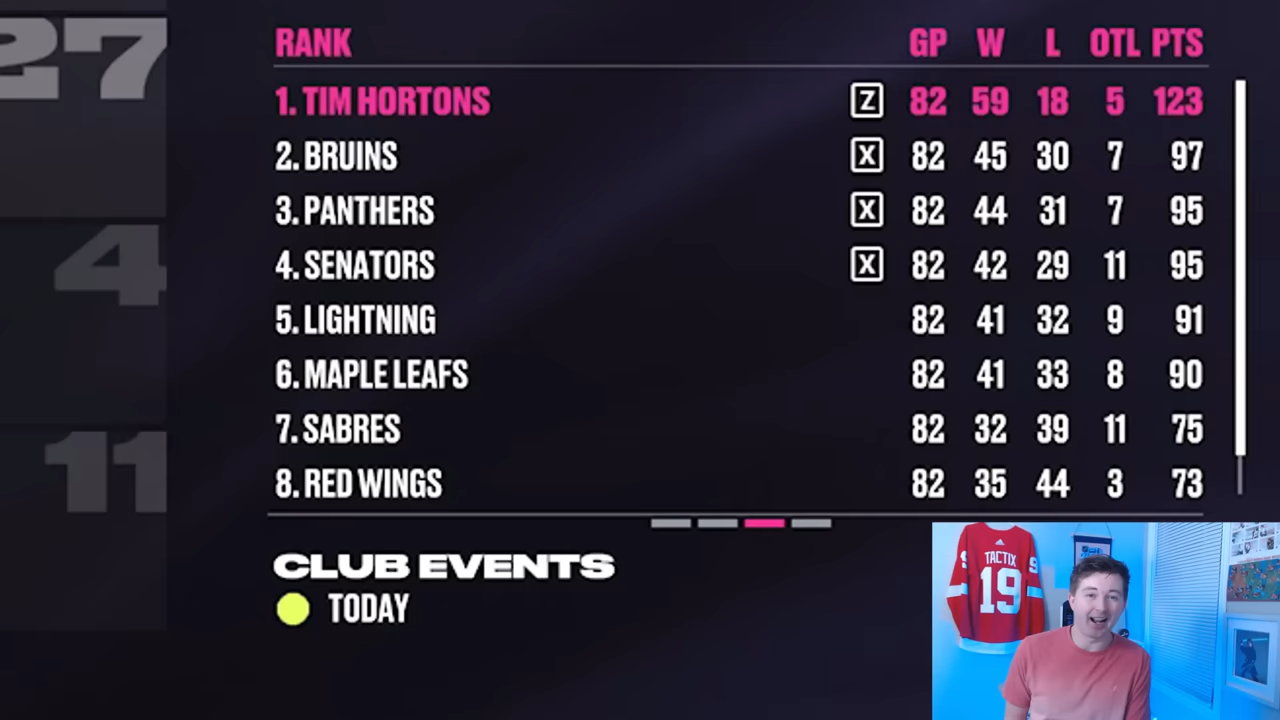 27
4
11
RANK GP W L OTL PTS
1. TIM HORTONS Z 82 59 18 5 123
2. BRUINS X 82 45 30 7 97
3. PANTHERS X 82 44 31 7 95
4. SENATORS X 82 42 29 11 95
5. LIGHTNING 82 41 32 9 91
6. MAPLE LEAFS 82 41 33 8 90
7. SABRES 82 32 39 11 75
8. RED WINGS 82 35 44 3 73
CLUB EVENTS
TODAY
TACTIX
19